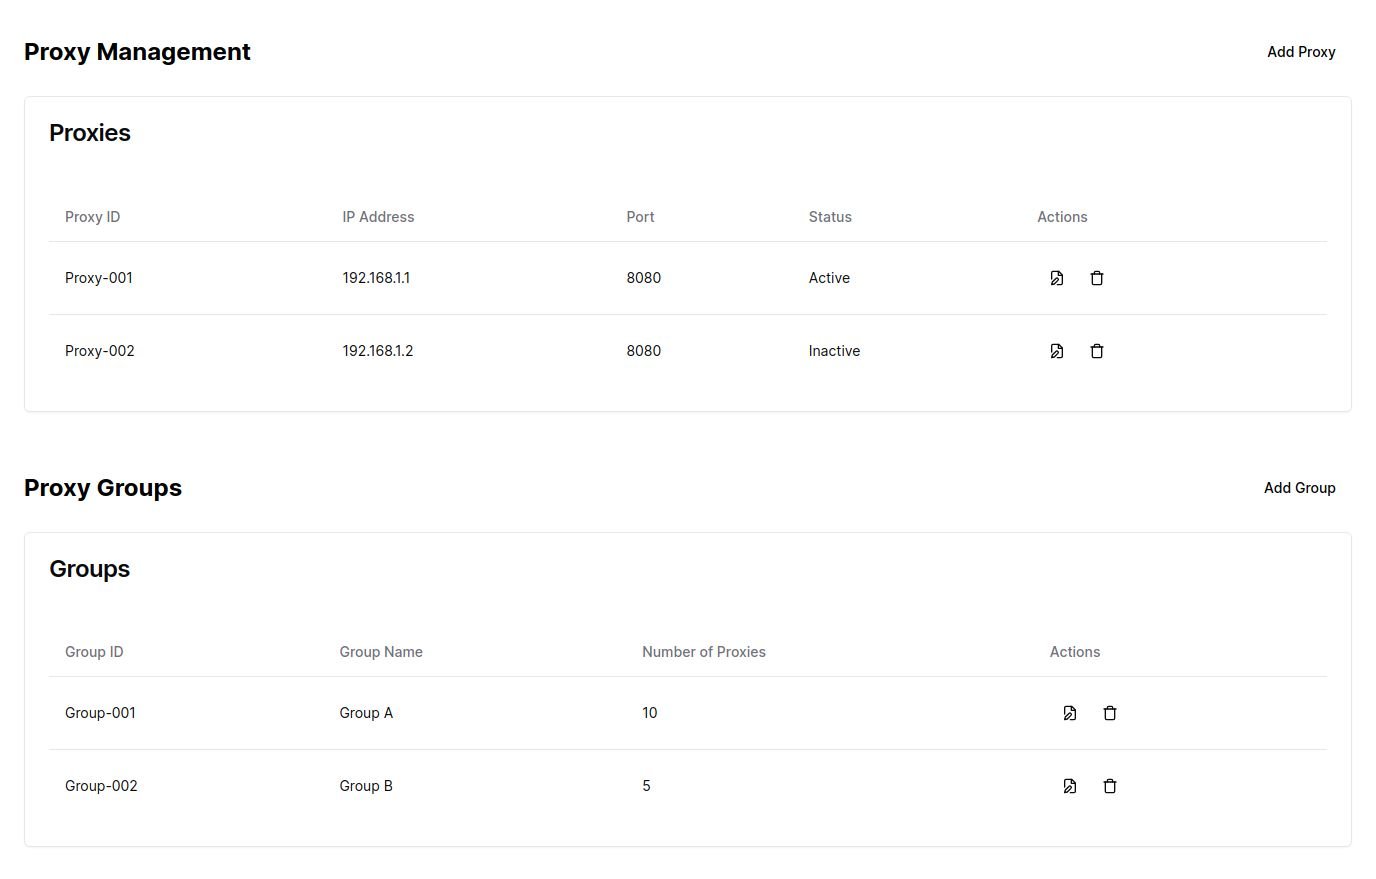 Proxy Management
Add Proxy
Proxies
Proxy ID IP Address Port Status Actions
Proxy-001 192.168.1.1 8080 Active
Proxy-002 192.168.1.2 8080 Inactive
Proxy Groups
Add Group
Groups
Group ID Group Name Number of Proxies Actions
Group-001 Group A 10
Group-002 Group B 5